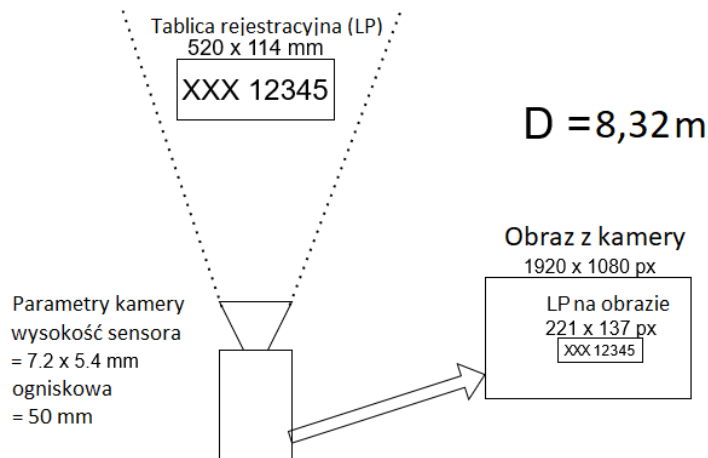 Tablica rejestracyjna (LP)
520 x 114 mm
XXX 12345
D = 8,32 m
Obraz z kamery
1920 x 1080 px
LP na obrazie
221 x 137 px
XXX 12345
Parametry kamery
wysokość sensora
= 7.2 x 5.4 mm
ogniskowa
= 50 mm